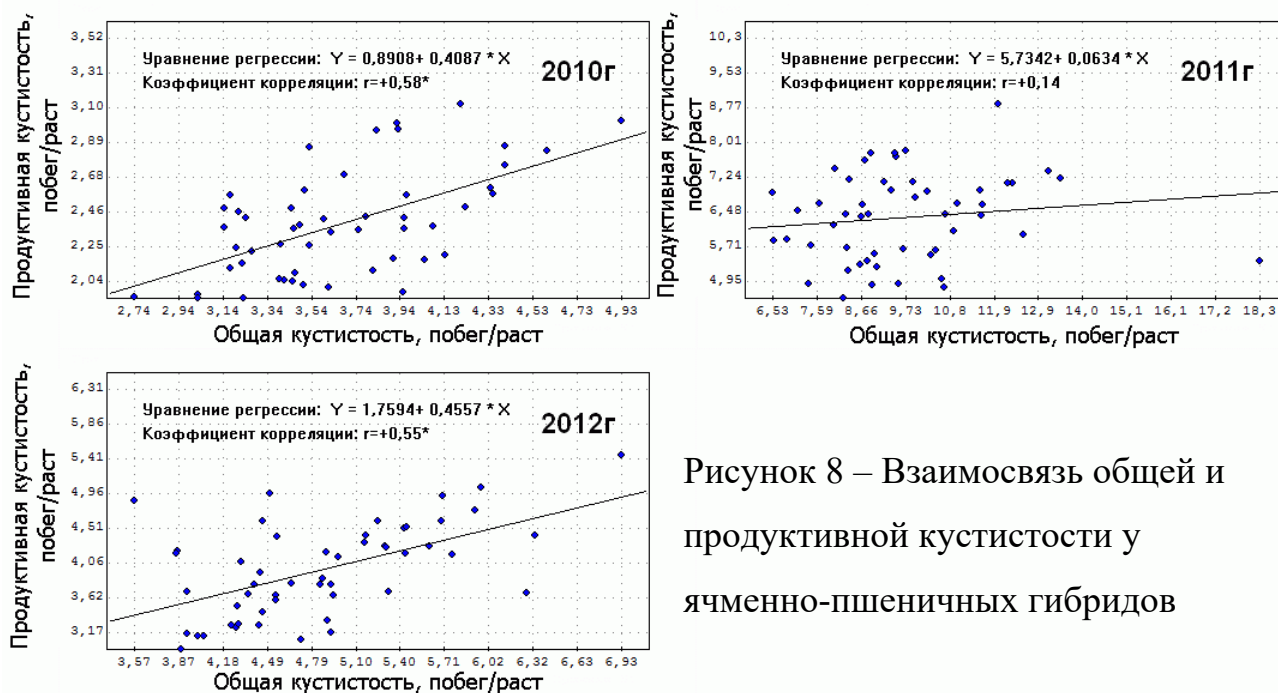 Продуктивная кустистость,
побег/раст
3,52
3,31
3,10
2,89
2,68
2,46
2,25
2,04
Уравнение регрессии: Y = 0,8908+ 0,4087 * X
Коэффициент корреляции: r=+0,58*
2010г
2,74 2,94 3,14 3,34 3,54 3,74 3,94 4,13 4,33 4,53 4,73 4,93
Общая кустистость, побег/раст
Продуктивная кустистость,
побег/раст
10,3
9,53
8,77
8,01
7,24
6,48
5,71
4,95
Уравнение регрессии: Y = 5,7342+ 0,0634 * X
Коэффициент корреляции: r=+0,14
2011г
6,53 7,59 8,66 9,73 10,8 11,9 12,9 14,0 15,1 16,1 17,2 18,3
Общая кустистость, побег/раст
Продуктивная кустистость,
побег/раст
6,31
5,86
5,41
4,96
4,51
4,06
3,62
3,17
Уравнение регрессии: Y = 1,7594+ 0,4557 * X
Коэффициент корреляции: r=+0,55*
2012г
3,57 3,87 4,18 4,49 4,79 5,10 5,40 5,71 6,02 6,32 6,63 6,93
Общая кустистость, побег/раст
Рисунок 8 – Взаимосвязь общей и
продуктивной кустистости у
ячменно-пшеничных гибридов